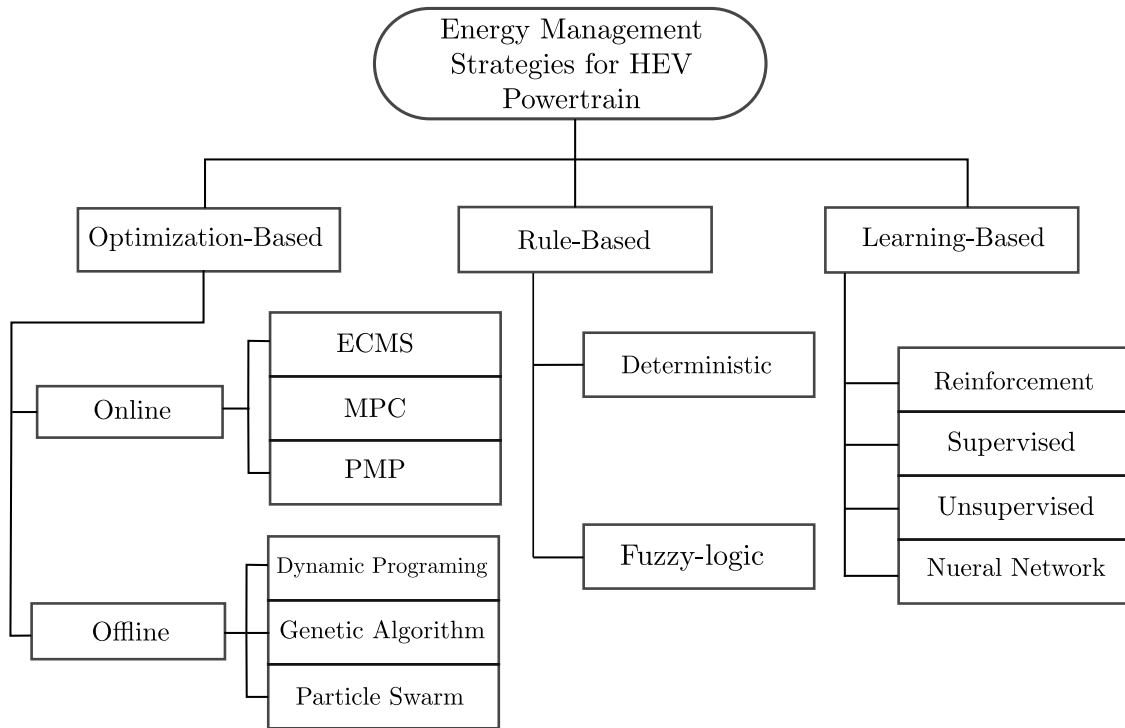 Energy Management
Strategies for HEV
Powertrain
Optimization-Based
Rule-Based
Learning-Based
Online
ECMS
MPC
PMP
Offline
Dynamic Programing
Genetic Algorithm
Particle Swarm
Deterministic
Fuzzy-logic
Reinforcement
Supervised
Unsupervised
Nueral Network